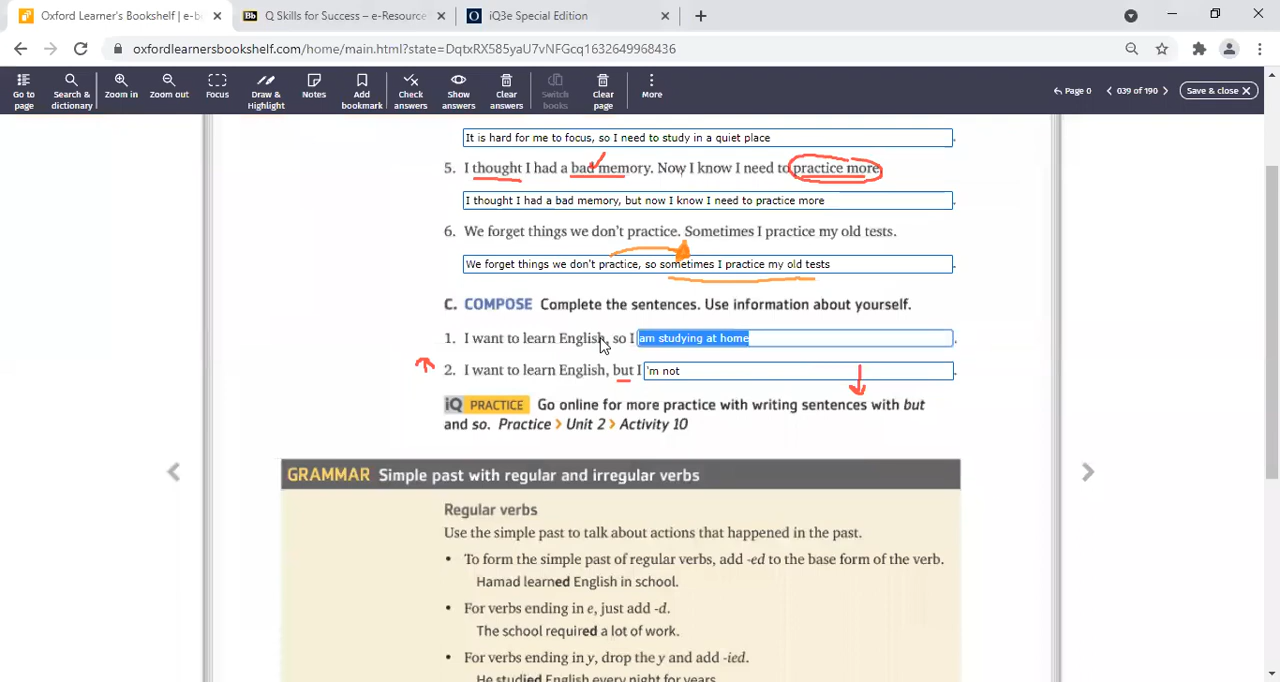 Oxford Learner's Bookshelf | e-b
Q Skills for Success – e-Resource
iQ3e Special Edition
oxfordlearnersbookshelf.com/home/main.html?state=DqtxRX585yaU7vNFGcq1632649968436
Go to page
Search & dictionary
Zoom in
Zoom out
Focus
Draw & Highlight
Notes
Add bookmark
Check answers
Show answers
Clear answers
Switch books
Clear page
More
Page 0
039 of 190
Save & close
It is hard for me to focus, so I need to study in a quiet place.
5. I thought I had a bad memory. Now I know I need to practice more.
I thought I had a bad memory, but now I know I need to practice more.
6. We forget things we don't practice. Sometimes I practice my old tests.
We forget things we don't practice, so sometimes I practice my old tests.
C. COMPOSE Complete the sentences. Use information about yourself.
1. I want to learn English, so I am studying at home.
2. I want to learn English, but I 'm not.
iQ PRACTICE Go online for more practice with writing sentences with but
and so. Practice > Unit 2 > Activity 10
GRAMMAR Simple past with regular and irregular verbs
Regular verbs
Use the simple past to talk about actions that happened in the past.
• To form the simple past of regular verbs, add -ed to the base form of the verb.
Hamad learned English in school.
• For verbs ending in e, just add -d.
The school required a lot of work.
• For verbs ending in y, drop the y and add -ied.
He studied English every night for years.